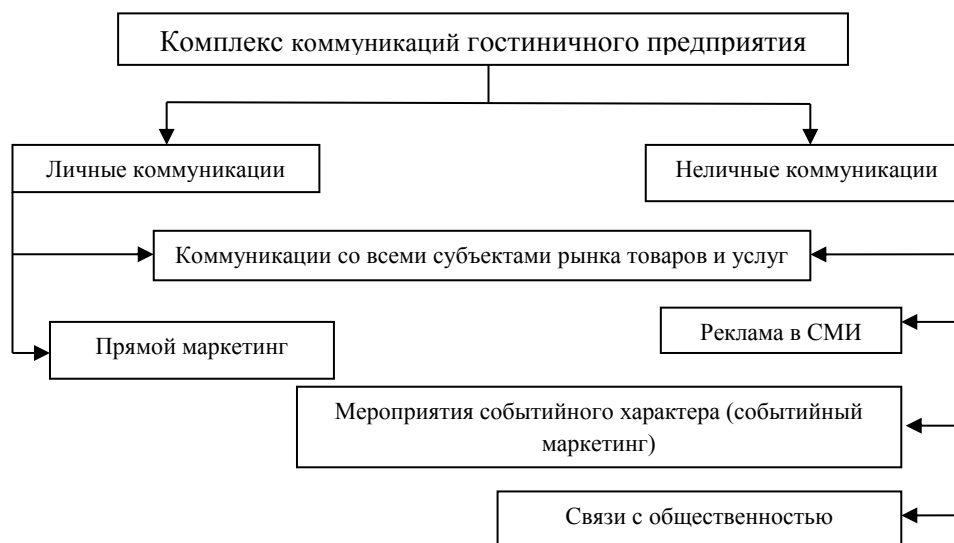 Комплекс коммуникаций гостиничного предприятия
Личные коммуникации
Неличные коммуникации
Коммуникации со всеми субъектами рынка товаров и услуг
Реклама в СМИ
Прямой маркетинг
Мероприятия событийного характера (событийный
маркетинг)
Связи с общественностью